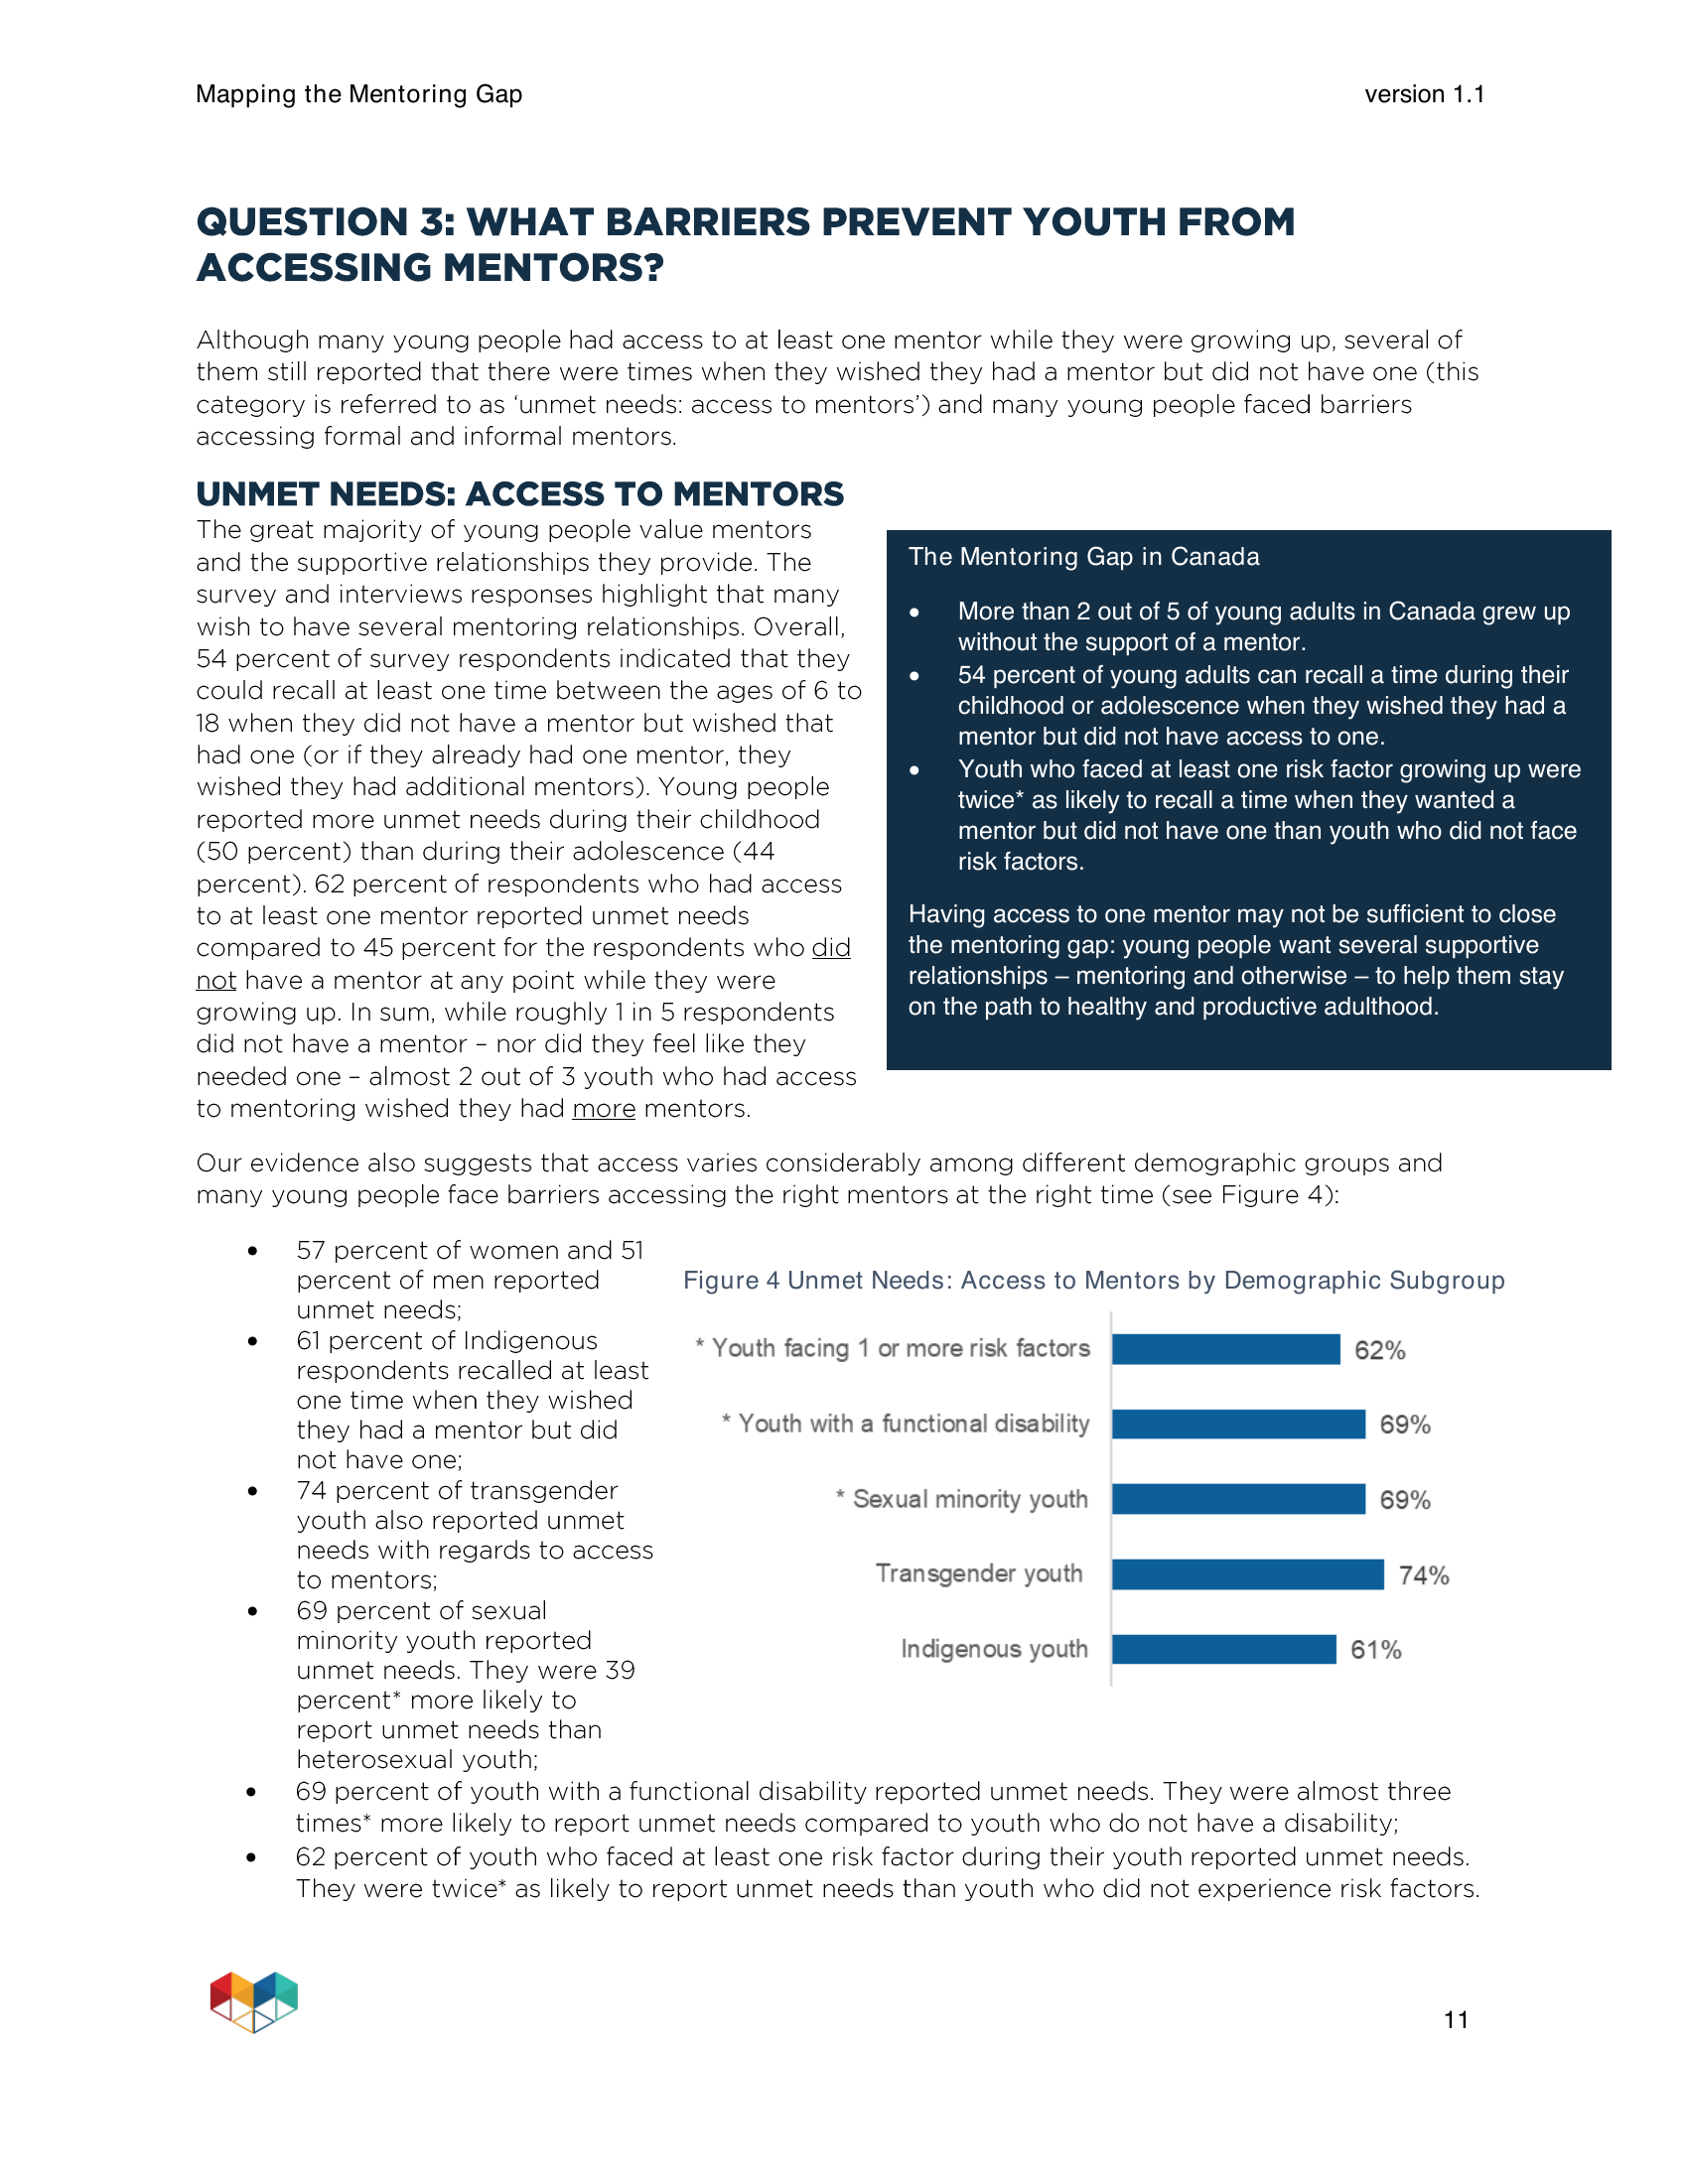 Mapping the Mentoring Gap version 1.1
QUESTION 3: WHAT BARRIERS PREVENT YOUTH FROM
ACCESSING MENTORS?
Although many young people had access to at least one mentor while they were growing up, several of
them still reported that there were times when they wished they had a mentor but did not have one (this
category is referred to as ‘unmet needs: access to mentors’) and many young people faced barriers
accessing formal and informal mentors.
UNMET NEEDS: ACCESS TO MENTORS
The great majority of young people value mentors
and the supportive relationships they provide. The
survey and interviews responses highlight that many
wish to have several mentoring relationships. Overall,
54 percent of survey respondents indicated that they
could recall at least one time between the ages of 6 to
18 when they did not have a mentor but wished that
had one (or if they already had one mentor, they
wished they had additional mentors). Young people
reported more unmet needs during their childhood
(50 percent) than during their adolescence (44
percent). 62 percent of respondents who had access
to at least one mentor reported unmet needs
compared to 45 percent for the respondents who did
not have a mentor at any point while they were
growing up. In sum, while roughly 1 in 5 respondents
did not have a mentor – nor did they feel like they
needed one – almost 2 out of 3 youth who had access
to mentoring wished they had more mentors.
The Mentoring Gap in Canada
• More than 2 out of 5 of young adults in Canada grew up
without the support of a mentor.
• 54 percent of young adults can recall a time during their
childhood or adolescence when they wished they had a
mentor but did not have access to one.
• Youth who faced at least one risk factor growing up were
twice* as likely to recall a time when they wanted a
mentor but did not have one than youth who did not face
risk factors.
Having access to one mentor may not be sufficient to close
the mentoring gap: young people want several supportive
relationships – mentoring and otherwise – to help them stay
on the path to healthy and productive adulthood.
Our evidence also suggests that access varies considerably among different demographic groups and
many young people face barriers accessing the right mentors at the right time (see Figure 4):
• 57 percent of women and 51
percent of men reported
unmet needs;
• 61 percent of Indigenous
respondents recalled at least
one time when they wished
they had a mentor but did
not have one;
• 74 percent of transgender
youth also reported unmet
needs with regards to access
to mentors;
• 69 percent of sexual
minority youth reported
unmet needs. They were 39
percent* more likely to
report unmet needs than
heterosexual youth;
Figure 4 Unmet Needs: Access to Mentors by Demographic Subgroup
* Youth facing 1 or more risk factors 62%
* Youth with a functional disability 69%
* Sexual minority youth 69%
Transgender youth 74%
Indigenous youth 61%
• 69 percent of youth with a functional disability reported unmet needs. They were almost three
times* more likely to report unmet needs compared to youth who do not have a disability;
• 62 percent of youth who faced at least one risk factor during their youth reported unmet needs.
They were twice* as likely to report unmet needs than youth who did not experience risk factors.
11